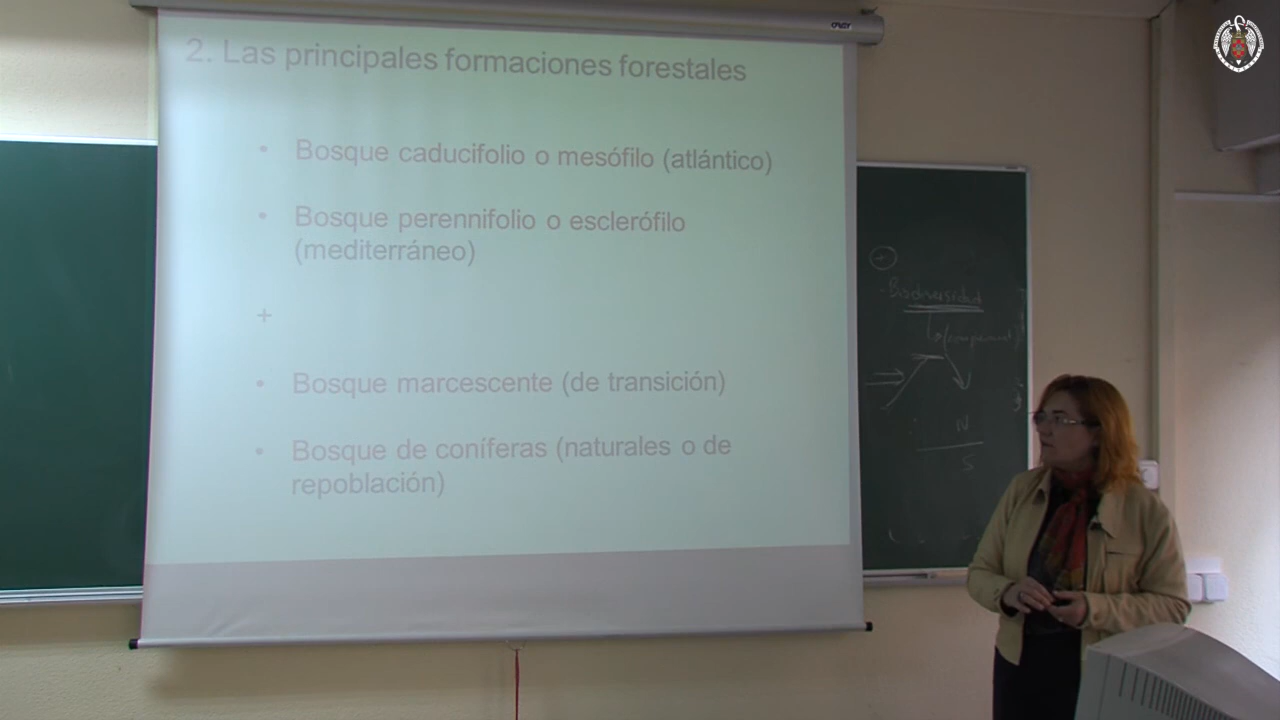 2. Las principales formaciones forestales
• Bosque caducifolio o mesófilo (atlántico)
• Bosque perennifolio o esclerófilo
(mediterráneo)
+
• Bosque marcescente (de transición)
• Bosque de coníferas (naturales o de
repoblación)
+
- Biodiversidad
N
S